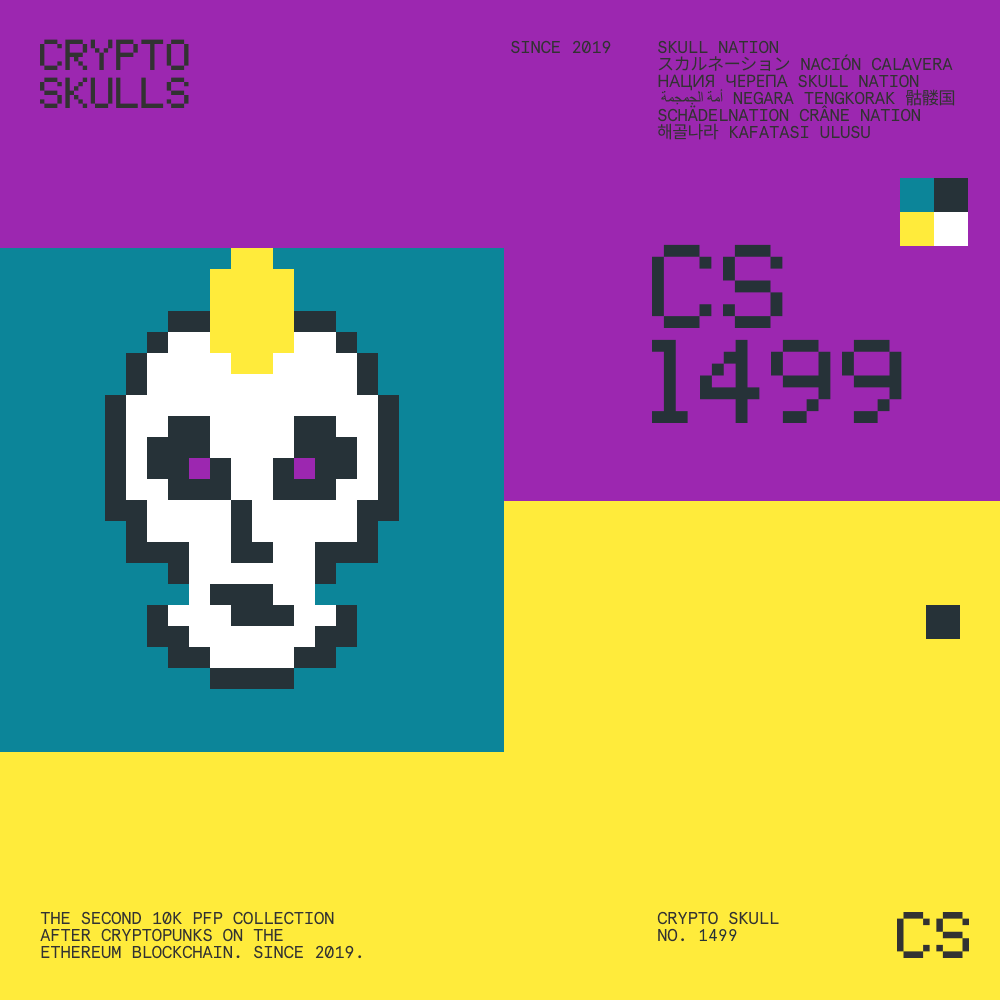 CRYPTO
SKULLS
SINCE 2019
SKULL NATION
スカルネーション NACIÓN CALAVERA
НАЦИЯ ЧЕРЕПА SKULL NATION
أمة الجمجمة NEGARA TENGKORAK 骷髅国
SCHÄDELNATION CRÂNE NATION
해골나라 KAFATASI ULUSU
CS
1499
THE SECOND 10K PFP COLLECTION
AFTER CRYPTOPUNKS ON THE
ETHEREUM BLOCKCHAIN. SINCE 2019.
CRYPTO SKULL
NO. 1499
CS